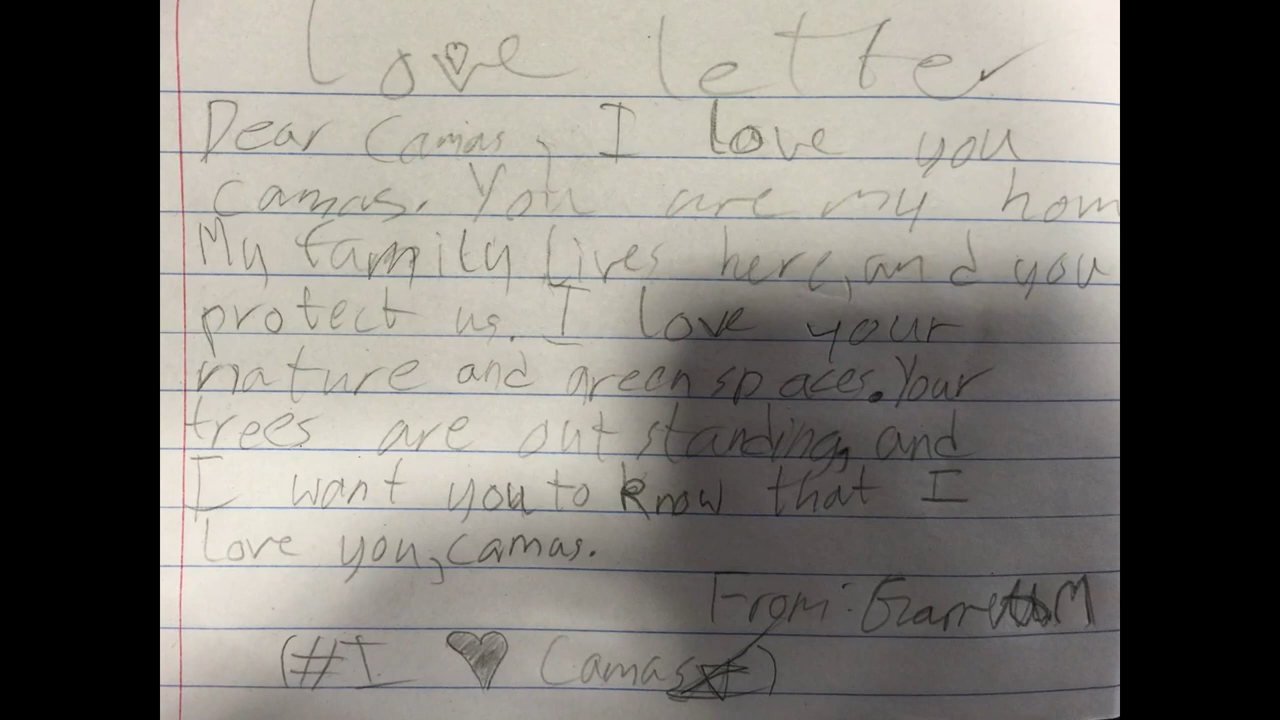 Love letter
Dear Camas, I love you
camas. You are my hom
My family lives here, and you
protect us. I love your
nature and green spaces. Your
trees are outstanding, and
I want you to know that I
love you, camas.
From: Garrett M
(#I ♥ Camas)